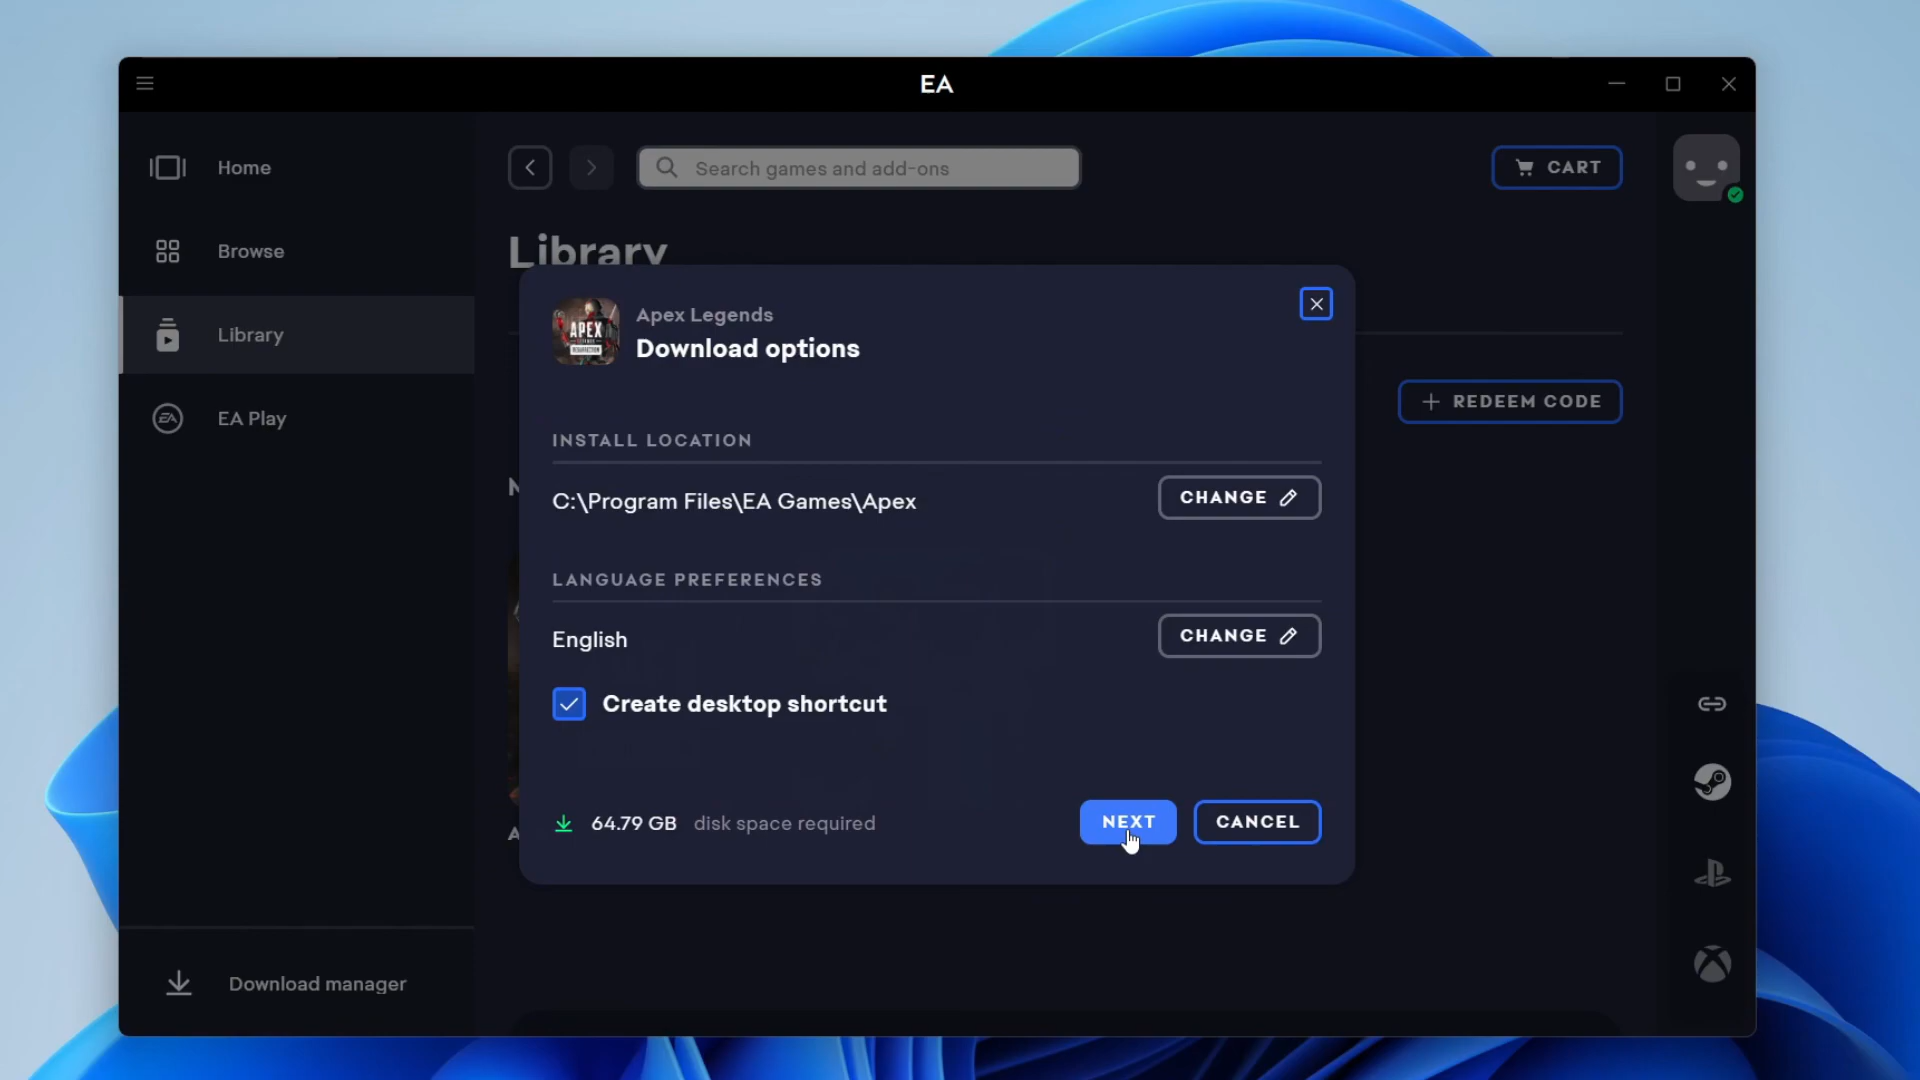 EA
Home
Search games and add-ons
CART
Browse
Library
Library
EA Play
Apex Legends
Download options
APEX
REDEEM CODE
INSTALL LOCATION
C:\Program Files\EA Games\Apex
CHANGE
LANGUAGE PREFERENCES
English
CHANGE
Create desktop shortcut
64.79 GB disk space required
NEXT
CANCEL
Download manager